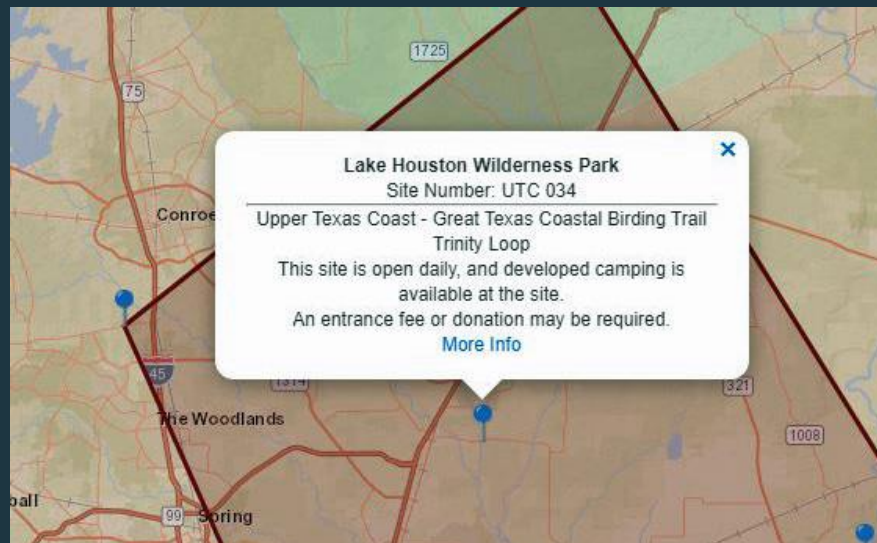 1725
75
×
Lake Houston Wilderness Park
Site Number: UTC 034
Conroe
Upper Texas Coast - Great Texas Coastal Birding Trail
Trinity Loop
This site is open daily, and developed camping is
available at the site.
An entrance fee or donation may be required.
More Info
45
1314
321
The Woodlands
1008
ball
99
Spring